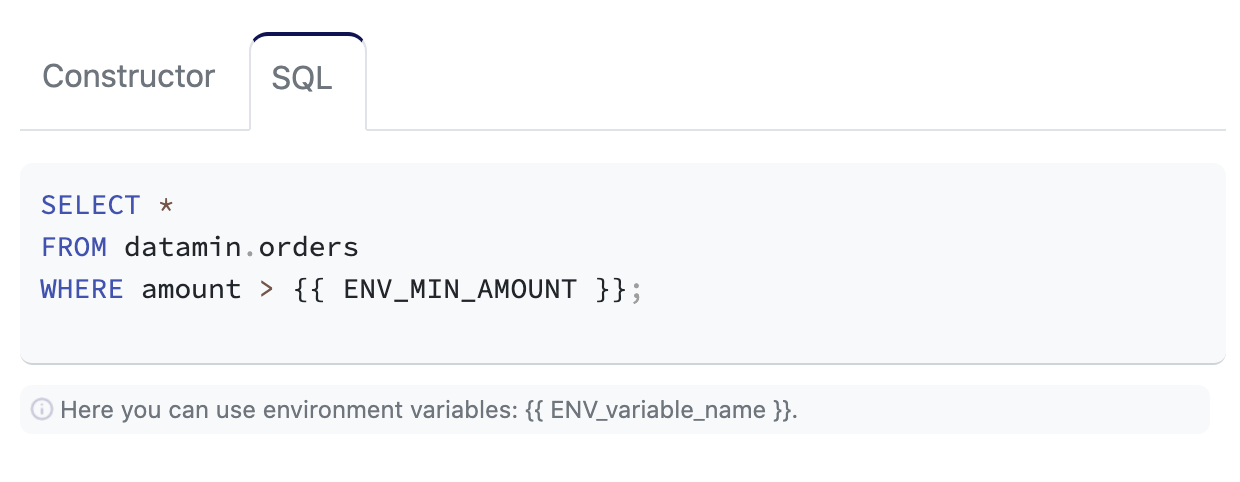 Constructor SQL
SELECT *
FROM datamin.orders
WHERE amount > {{ ENV_MIN_AMOUNT }};
Here you can use environment variables: {{ ENV_variable_name }}.